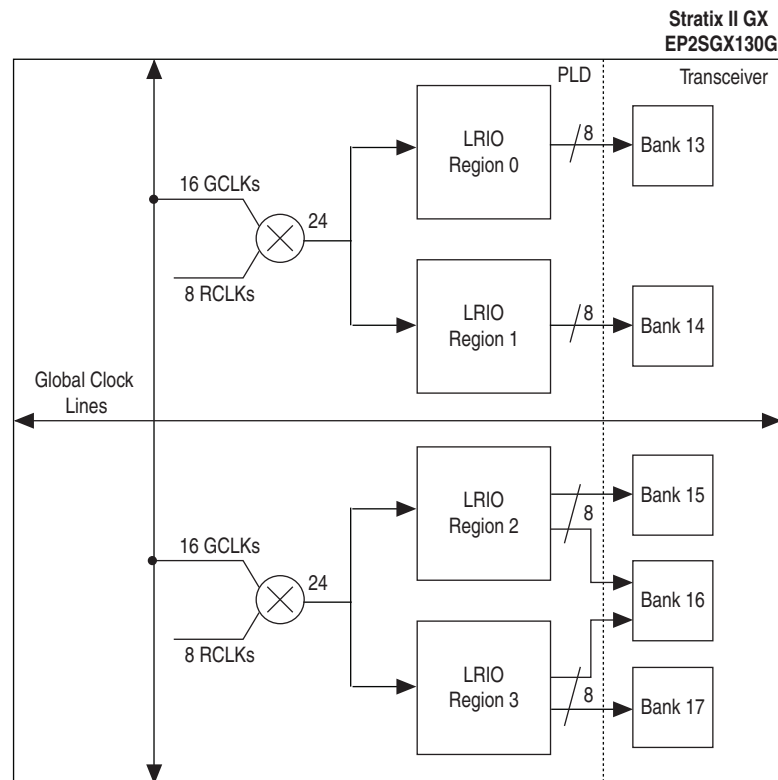 Stratix II GX
EP2SGX130G
PLD
Transceiver
LRIO
Region 0
8
Bank 13
16 GCLKs
24
8 RCLKs
LRIO
Region 1
8
Bank 14
Global Clock
Lines
LRIO
Region 2
8
Bank 15
16 GCLKs
24
8 RCLKs
Bank 16
LRIO
Region 3
8
Bank 17